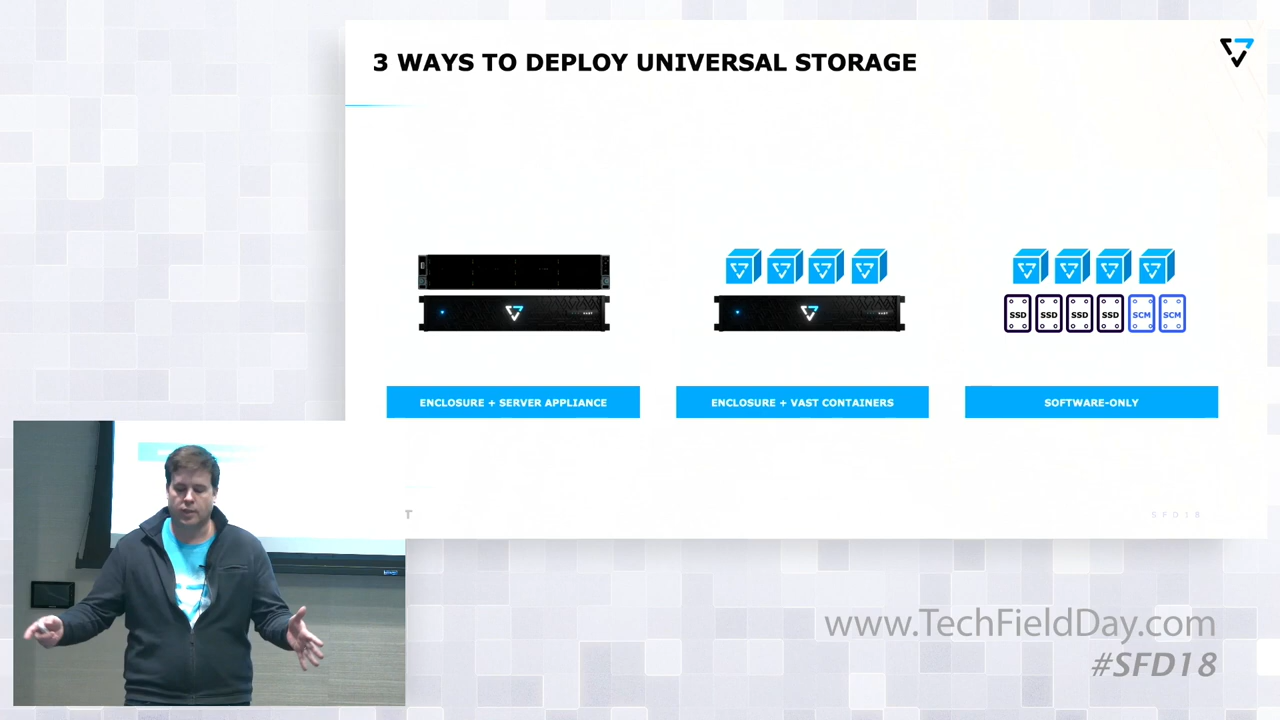 3 WAYS TO DEPLOY UNIVERSAL STORAGE
SSD SSD SSD SSD SCM SCM
ENCLOSURE + SERVER APPLIANCE
ENCLOSURE + VAST CONTAINERS
SOFTWARE-ONLY
T
SFD18
www.TechFieldDay.com
#SFD18